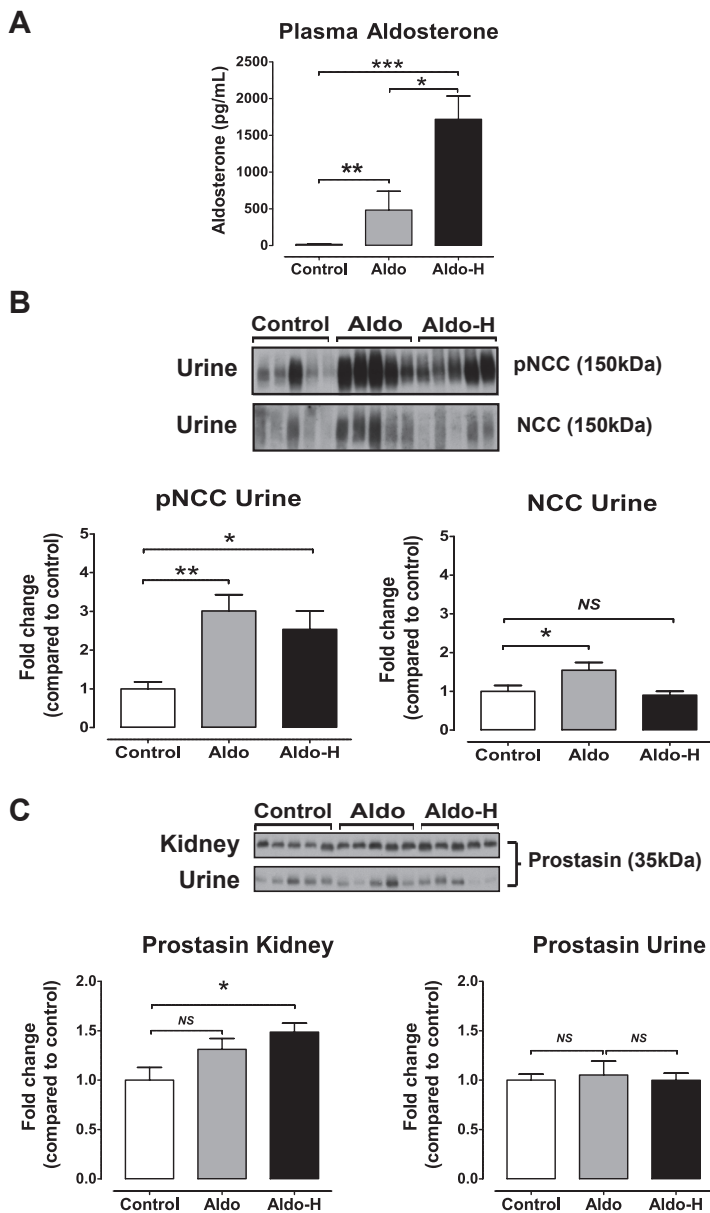 A
Plasma Aldosterone
Aldosterone (pg/mL)
2500
2000
1500
1000
500
0
***
*
**
Control Aldo Aldo-H
B
Control Aldo Aldo-H
Urine pNCC (150kDa)
Urine NCC (150kDa)
pNCC Urine
Fold change
(compared to control)
5
4
3
2
1
0
*
**
Control Aldo Aldo-H
NCC Urine
Fold change
(compared to control)
5
4
3
2
1
0
NS
*
Control Aldo Aldo-H
C
Control Aldo Aldo-H
Kidney
Urine
Prostasin (35kDa)
Prostasin Kidney
Fold change
(compared to control)
2.0
1.5
1.0
0.5
0.0
*
NS
Control Aldo Aldo-H
Prostasin Urine
Fold change
(compared to control)
2.0
1.5
1.0
0.5
0.0
NS NS
Control Aldo Aldo-H